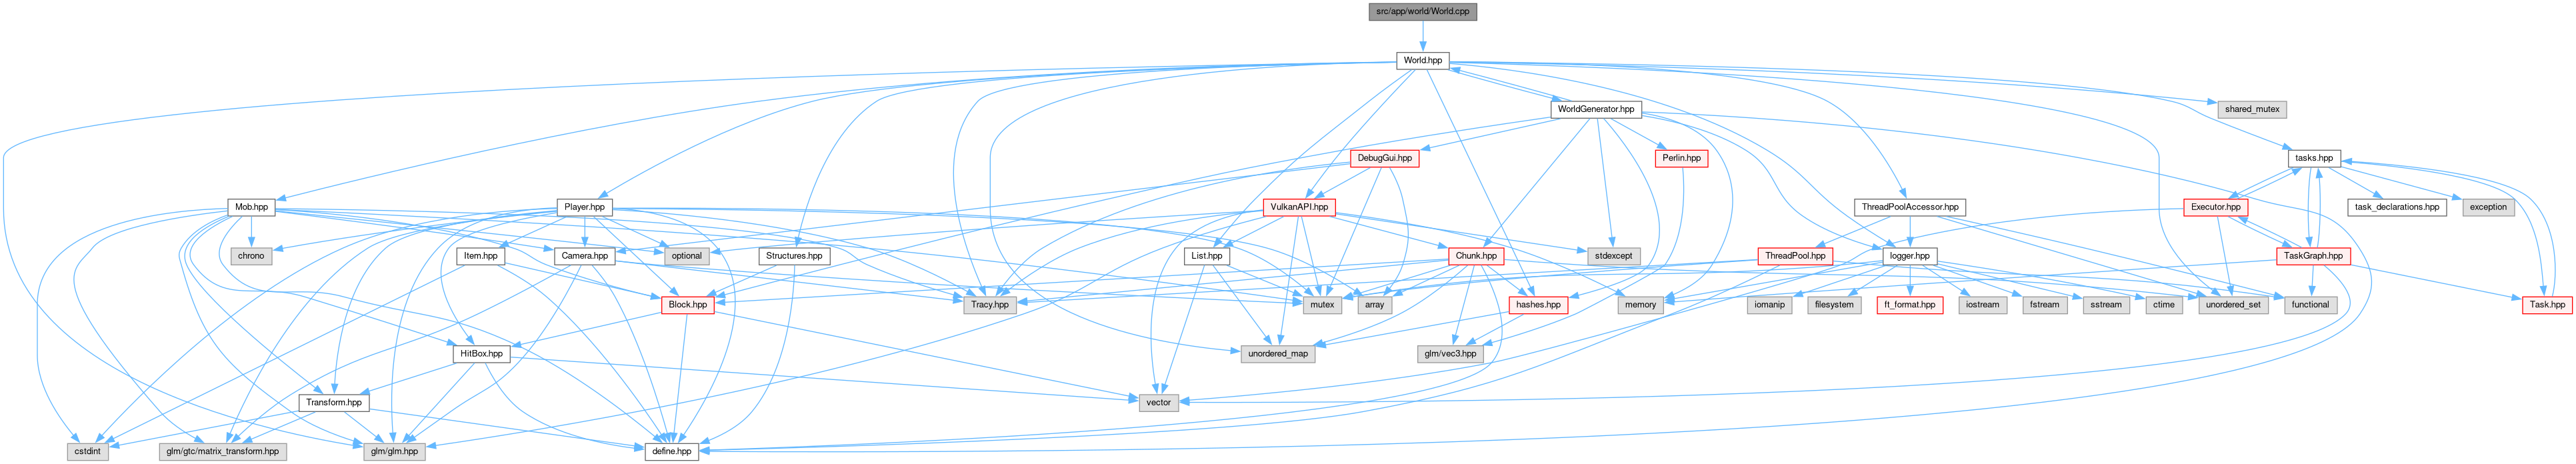 src/app/world/World.cpp
World.hpp
WorldGenerator.hpp
shared_mutex
DebugGui.hpp
Perlin.hpp
tasks.hpp
Mob.hpp
Player.hpp
VulkanAPI.hpp
ThreadPoolAccessor.hpp
Executor.hpp
task_declarations.hpp
exception
chrono
Item.hpp
Camera.hpp
optional
Structures.hpp
List.hpp
Chunk.hpp
stdexcept
ThreadPool.hpp
logger.hpp
TaskGraph.hpp
Block.hpp
Tracy.hpp
mutex
array
hashes.hpp
memory
iomanip
filesystem
ft_format.hpp
iostream
fstream
sstream
ctime
unordered_set
functional
Task.hpp
HitBox.hpp
unordered_map
glm/vec3.hpp
Transform.hpp
vector
cstdint
glm/gtc/matrix_transform.hpp
glm/glm.hpp
define.hpp